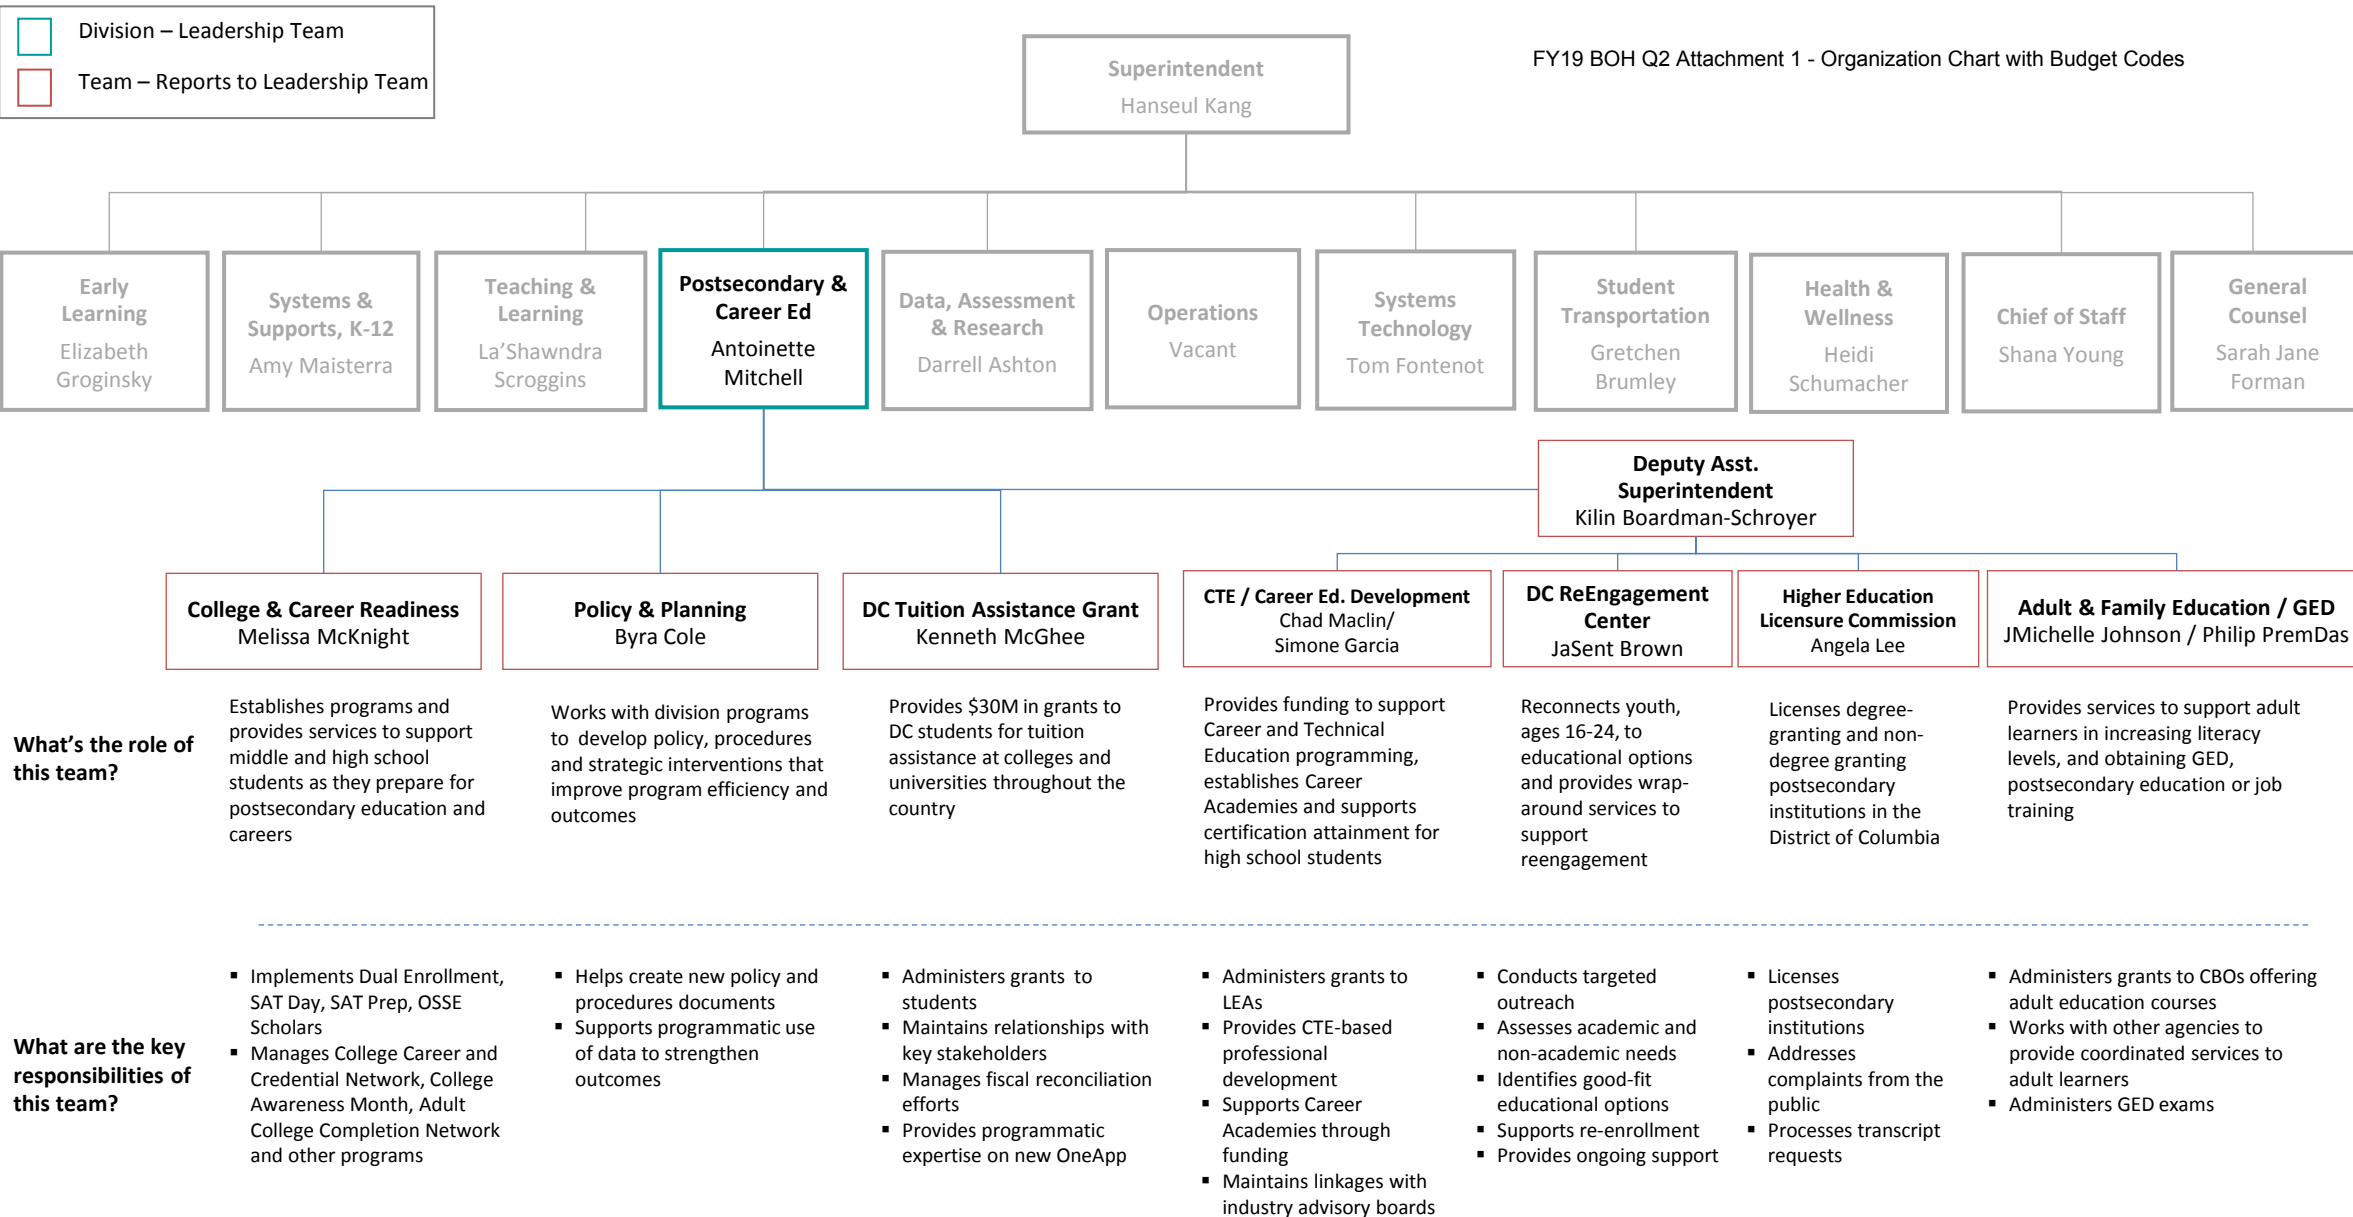 Division – Leadership Team
Team – Reports to Leadership Team
FY19 BOH Q2 Attachment 1 - Organization Chart with Budget Codes
Superintendent
Hanseul Kang
Early
Learning
Elizabeth
Groginsky
Systems &
Supports, K-12
Amy Maisterra
Teaching &
Learning
La’Shawndra
Scroggins
Postsecondary &
Career Ed
Antoinette
Mitchell
Data, Assessment
& Research
Darrell Ashton
Operations
Vacant
Systems
Technology
Tom Fontenot
Student
Transportation
Gretchen
Brumley
Health &
Wellness
Heidi
Schumacher
Chief of Staff
Shana Young
General
Counsel
Sarah Jane
Forman
Deputy Asst.
Superintendent
Kilin Boardman-Schroyer
College & Career Readiness
Melissa McKnight
Policy & Planning
Byra Cole
DC Tuition Assistance Grant
Kenneth McGhee
CTE / Career Ed. Development
Chad Maclin/
Simone Garcia
DC ReEngagement
Center
JaSent Brown
Higher Education
Licensure Commission
Angela Lee
Adult & Family Education / GED
JMichelle Johnson / Philip PremDas
What’s the role of
this team?
Establishes programs and
provides services to support
middle and high school
students as they prepare for
postsecondary education and
careers
Works with division programs
to develop policy, procedures
and strategic interventions that
improve program efficiency and
outcomes
Provides $30M in grants to
DC students for tuition
assistance at colleges and
universities throughout the
country
Provides funding to support
Career and Technical
Education programming,
establishes Career
Academies and supports
certification attainment for
high school students
Reconnects youth,
ages 16-24, to
educational options
and provides wrap-
around services to
support
reengagement
Licenses degree-
granting and non-
degree granting
postsecondary
institutions in the
District of Columbia
Provides services to support adult
learners in increasing literacy
levels, and obtaining GED,
postsecondary education or job
training
What are the key
responsibilities of
this team?
▪ Implements Dual Enrollment,
SAT Day, SAT Prep, OSSE
Scholars
▪ Manages College Career and
Credential Network, College
Awareness Month, Adult
College Completion Network
and other programs
▪ Helps create new policy and
procedures documents
▪ Supports programmatic use
of data to strengthen
outcomes
▪ Administers grants to
students
▪ Maintains relationships with
key stakeholders
▪ Manages fiscal reconciliation
efforts
▪ Provides programmatic
expertise on new OneApp
▪ Administers grants to
LEAs
▪ Provides CTE-based
professional
development
▪ Supports Career
Academies through
funding
▪ Maintains linkages with
industry advisory boards
▪ Conducts targeted
outreach
▪ Assesses academic and
non-academic needs
▪ Identifies good-fit
educational options
▪ Supports re-enrollment
▪ Provides ongoing support
▪ Licenses
postsecondary
institutions
▪ Addresses
complaints from the
public
▪ Processes transcript
requests
▪ Administers grants to CBOs offering
adult education courses
▪ Works with other agencies to
provide coordinated services to
adult learners
▪ Administers GED exams